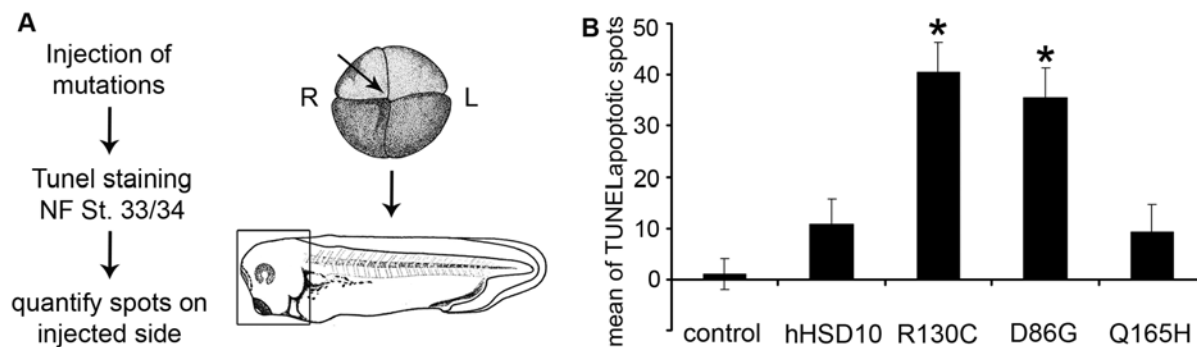 A
Injection of
mutations
Tunel staining
NF St. 33/34
quantify spots on
injected side
R
L
B
mean of TUNELapoptotic spots
50
40
30
20
10
0
*
*
control
hHSD10
R130C
D86G
Q165H